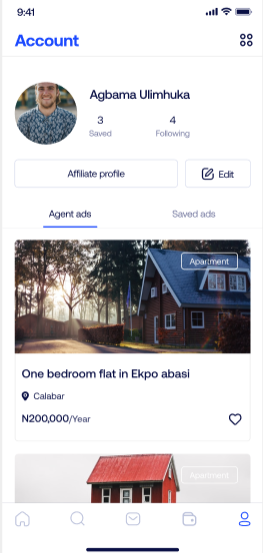 9:41
Account
Agbama Ulimhuka
3
4
Saved
Following
Affiliate profile
Edit
Agent ads
Saved ads
Apartment
One bedroom flat in Ekpo abasi
Calabar
N200,000/Year
Apartment